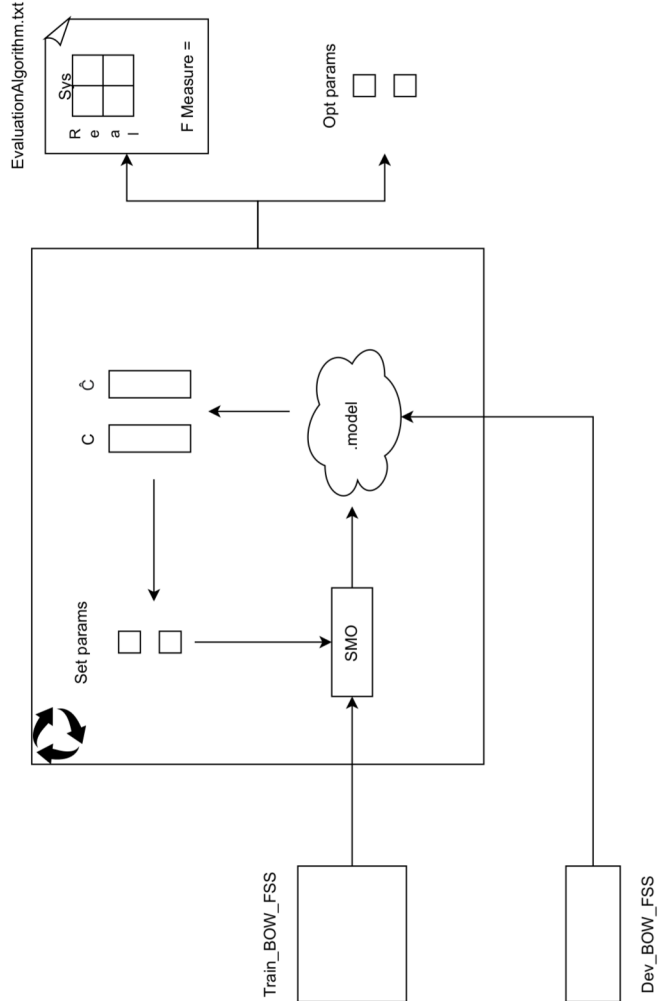 EvaluationAlgorithm.txt
Sys
R
e
a
l
F Measure =
Opt params
C
Ĉ
Set params
.model
SMO
Train_BOW_FSS
Dev_BOW_FSS